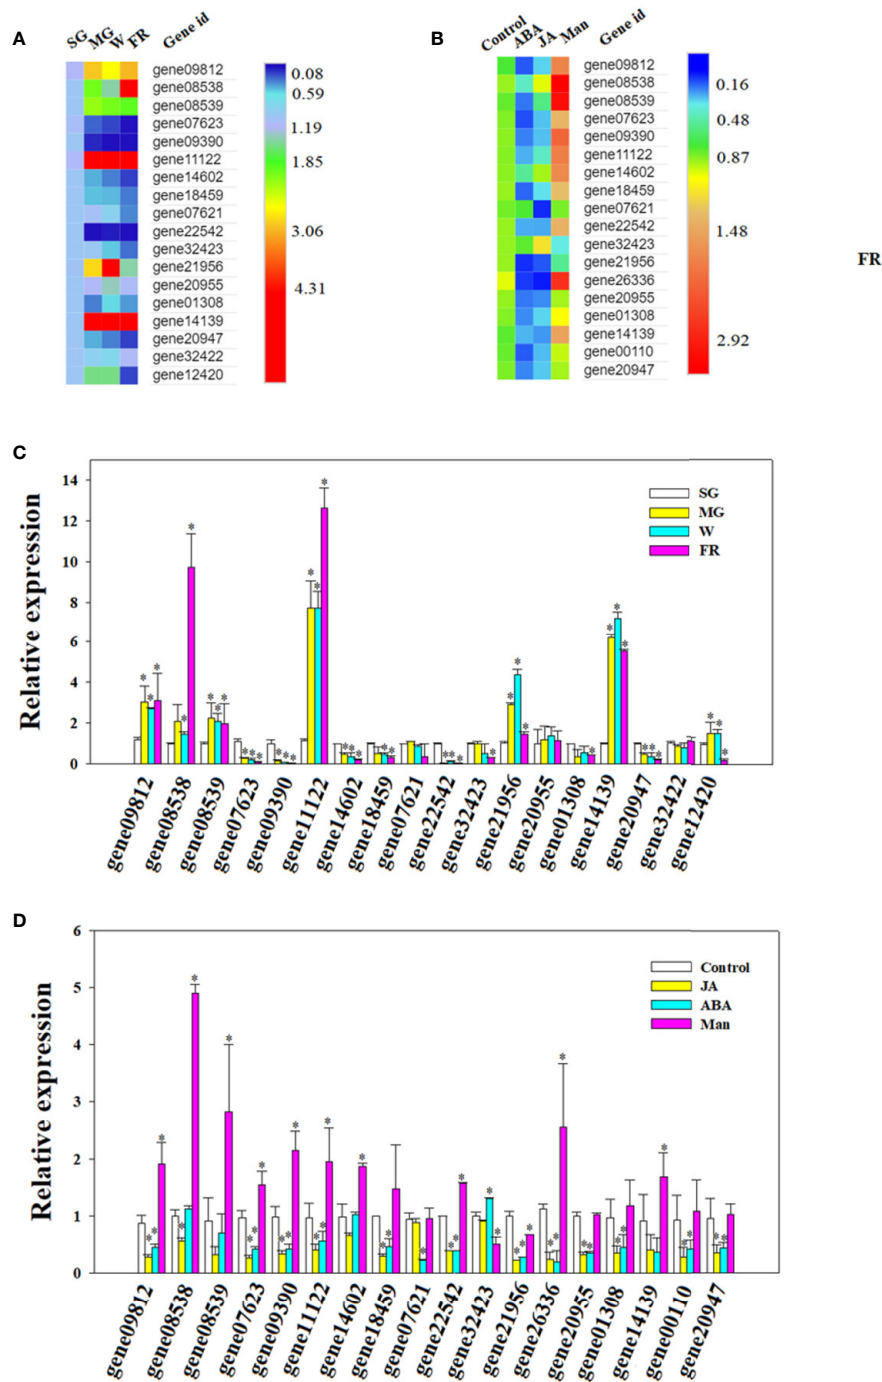 A
SG MG W FR Gene id
gene09812
gene08538
gene08539
gene07623
gene09390
gene11122
gene14602
gene18459
gene07621
gene22542
gene32423
gene21956
gene20955
gene01308
gene14139
gene20947
gene32422
gene12420
0.08
0.59
1.19
1.85
3.06
4.31
B
Control ABA JA Man Gene id
gene09812
gene08538
gene08539
gene07623
gene09390
gene11122
gene14602
gene18459
gene07621
gene22542
gene32423
gene21956
gene26336
gene20955
gene01308
gene14139
gene00110
gene20947
0.16
0.48
0.87
1.48
2.92
FR
C
Relative expression
14
12
10
8
6
4
2
0
SG
MG
W
FR
gene09812 gene08538 gene08539 gene07623 gene09390 gene11122 gene14602 gene18459 gene07621 gene22542 gene32423 gene21956 gene20955 gene01308 gene14139 gene20947 gene32422 gene12420
D
Relative expression
6
5
4
3
2
1
0
Control
JA
ABA
Man
gene09812 gene08538 gene08539 gene07623 gene09390 gene11122 gene14602 gene18459 gene07621 gene22542 gene32423 gene21956 gene26336 gene20955 gene01308 gene14139 gene00110 gene20947